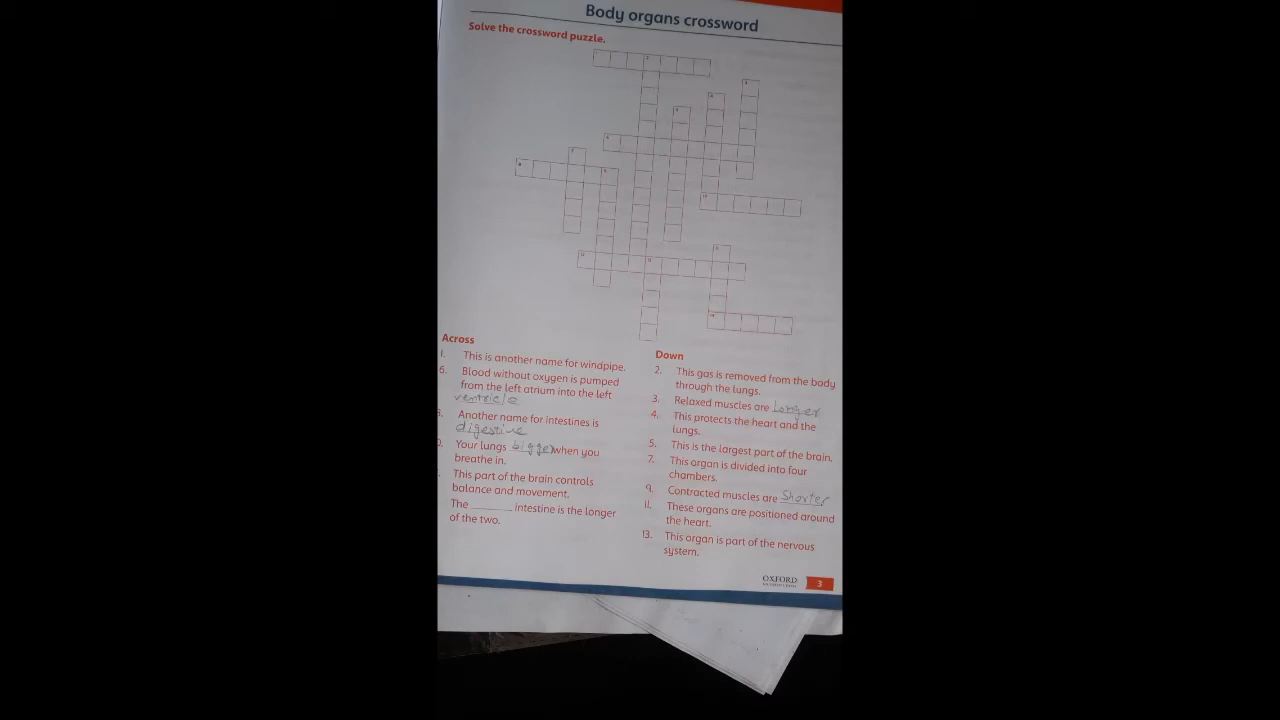 Body organs crossword
Solve the crossword puzzle.
Across
1. This is another name for windpipe.
6. Blood without oxygen is pumped
from the left atrium into the left
ventricle
Another name for intestines is
digestive
Your lungs bigger when you
breathe in.
This part of the brain controls
balance and movement.
The ______ intestine is the longer
of the two.
Down
2. This gas is removed from the body
through the lungs.
3. Relaxed muscles are longer
4. This protects the heart and the
lungs.
5. This is the largest part of the brain.
7. This organ is divided into four
chambers.
9. Contracted muscles are Shorter
11. These organs are positioned around
the heart.
13. This organ is part of the nervous
system.
OXFORD
3